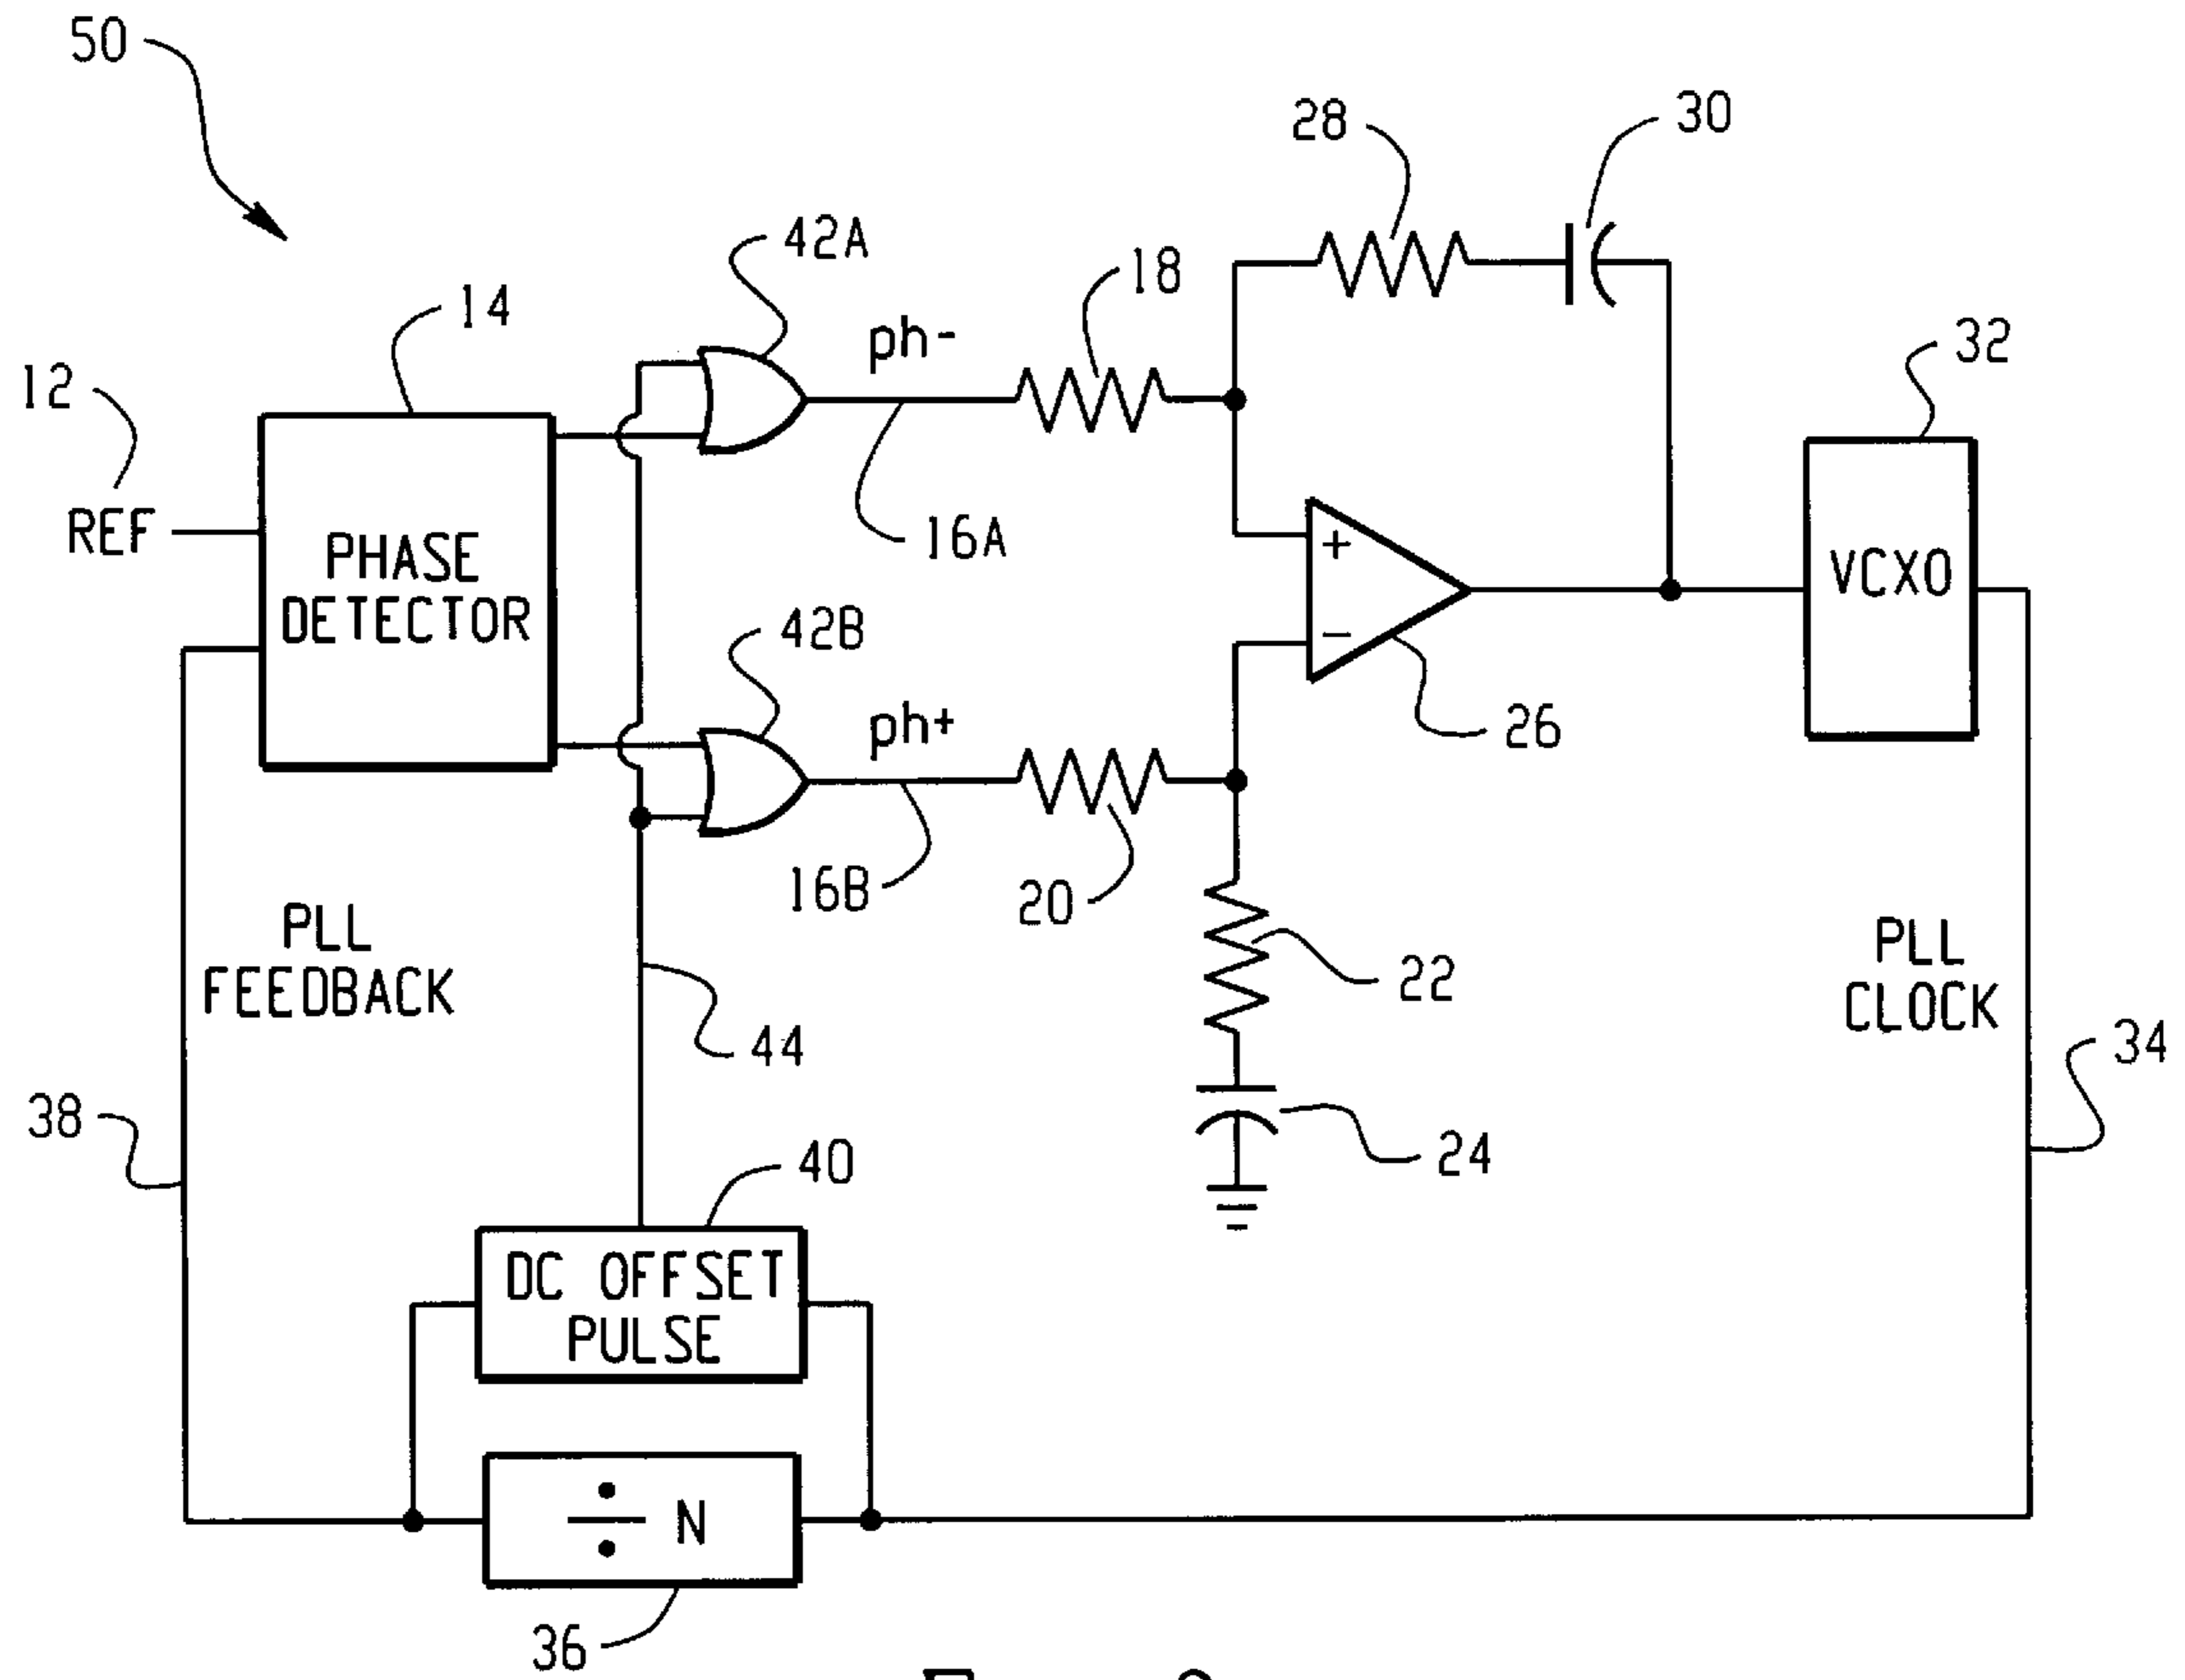 50
28
30
42A
18
14
ph-
32
12
REF
PHASE
DETECTOR
16A
+
VCXO
42B
−
26
ph+
16B
20
PLL
FEEDBACK
22
PLL
CLOCK
44
34
38
40
24
DC OFFSET
PULSE
÷ N
36